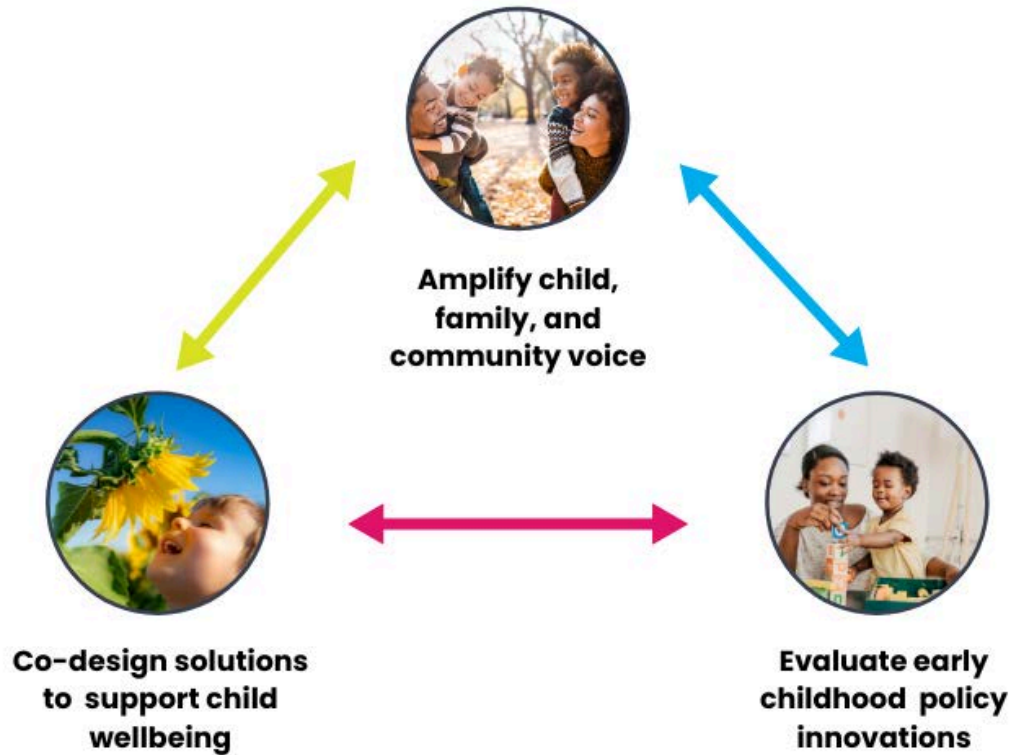 Amplify child,
family, and
community voice
Co-design solutions
to support child
wellbeing
Evaluate early
childhood policy
innovations